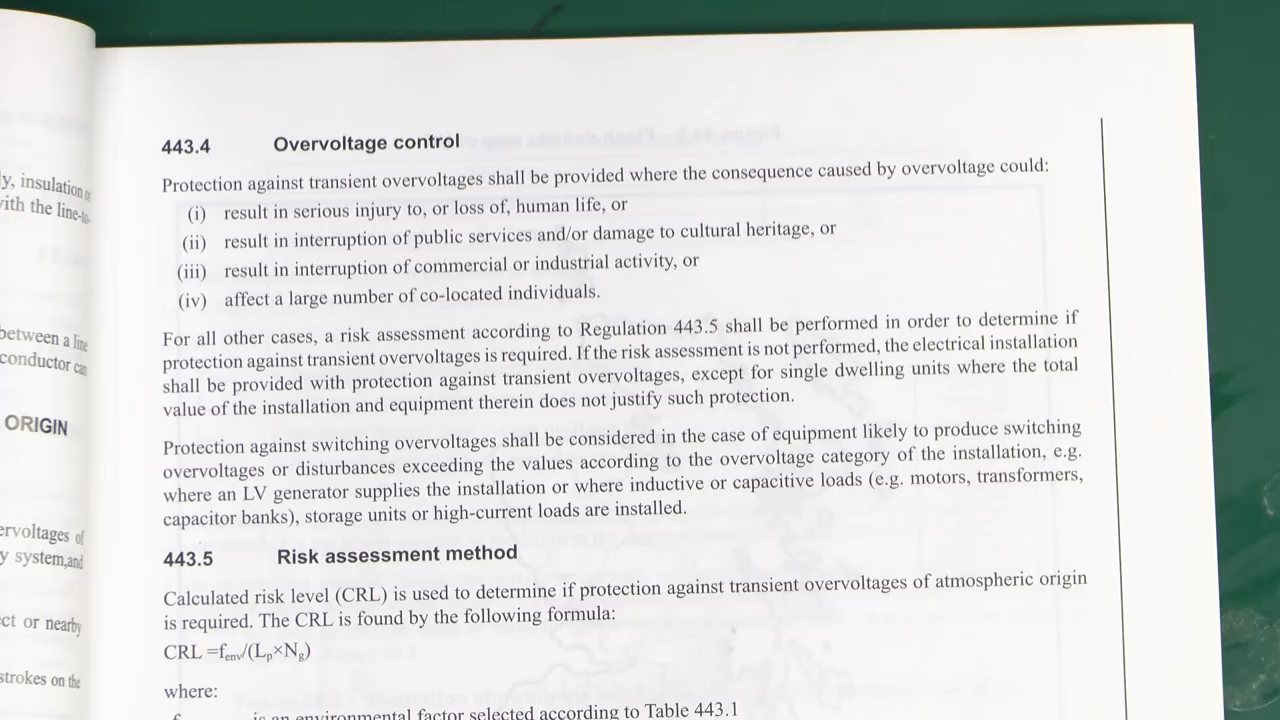 y, insulation or
with the line-to-
between a line
conductor can
ORIGIN
ervoltages of
y system, and
ect or nearby
strokes on the
443.4 Overvoltage control
Protection against transient overvoltages shall be provided where the consequence caused by overvoltage could:
(i) result in serious injury to, or loss of, human life, or
(ii) result in interruption of public services and/or damage to cultural heritage, or
(iii) result in interruption of commercial or industrial activity, or
(iv) affect a large number of co-located individuals.
For all other cases, a risk assessment according to Regulation 443.5 shall be performed in order to determine if
protection against transient overvoltages is required. If the risk assessment is not performed, the electrical installation
shall be provided with protection against transient overvoltages, except for single dwelling units where the total
value of the installation and equipment therein does not justify such protection.
Protection against switching overvoltages shall be considered in the case of equipment likely to produce switching
overvoltages or disturbances exceeding the values according to the overvoltage category of the installation, e.g.
where an LV generator supplies the installation or where inductive or capacitive loads (e.g. motors, transformers,
capacitor banks), storage units or high-current loads are installed.
443.5 Risk assessment method
Calculated risk level (CRL) is used to determine if protection against transient overvoltages of atmospheric origin
is required. The CRL is found by the following formula:
CRL =fenv/(Lp×Ng)
where:
is an environmental factor selected according to Table 443.1